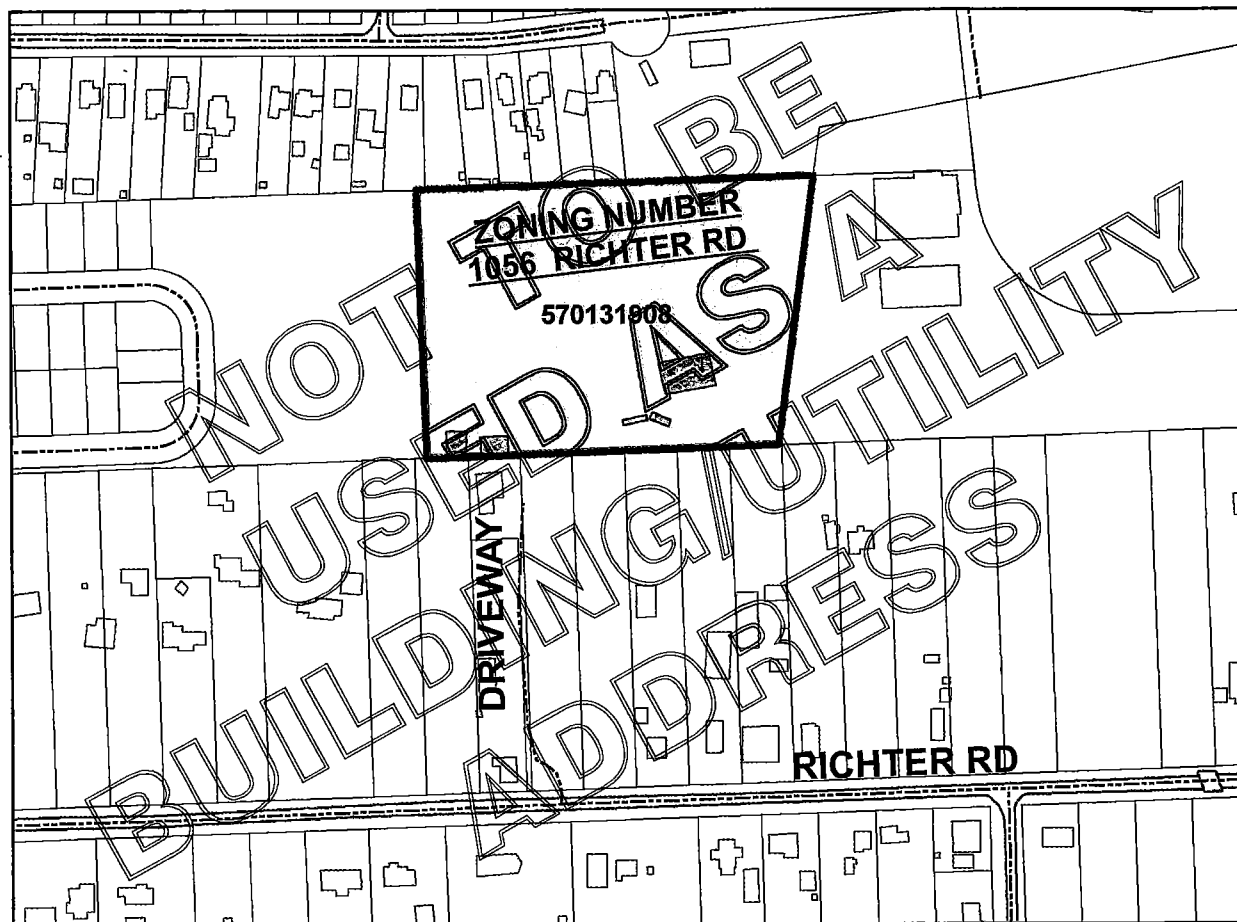 ZONING NUMBER
1056 RICHTER RD
570131908
NOT TO BE
USED AS A
BUILDING/UTILITY
ADDRESS
DRIVEWAY
RICHTER RD